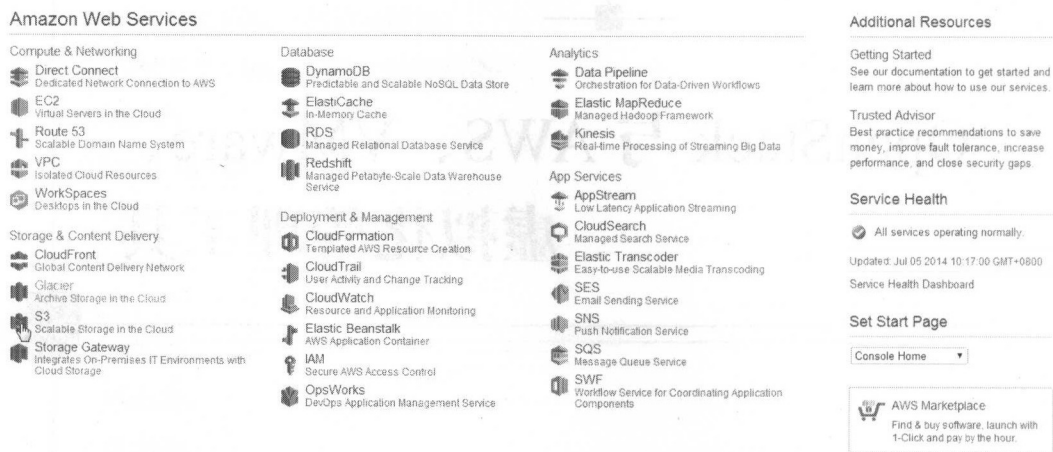 Amazon Web Services
Compute & Networking
Direct Connect
Dedicated Network Connection to AWS
EC2
Virtual Servers in the Cloud
Route 53
Scalable Domain Name System
VPC
Isolated Cloud Resources
WorkSpaces
Desktops in the Cloud
Storage & Content Delivery
CloudFront
Global Content Delivery Network
Glacier
Archive Storage in the Cloud
S3
Scalable Storage in the Cloud
Storage Gateway
Integrates On-Premises IT Environments with
Cloud Storage
Database
DynamoDB
Predictable and Scalable NoSQL Data Store
ElastiCache
In-Memory Cache
RDS
Managed Relational Database Service
Redshift
Managed Petabyte-Scale Data Warehouse
Service
Deployment & Management
CloudFormation
Templated AWS Resource Creation
CloudTrail
User Activity and Change Tracking
CloudWatch
Resource and Application Monitoring
Elastic Beanstalk
AWS Application Container
IAM
Secure AWS Access Control
OpsWorks
DevOps Application Management Service
Analytics
Data Pipeline
Orchestration for Data-Driven Workflows
Elastic MapReduce
Managed Hadoop Framework
Kinesis
Real-time Processing of Streaming Big Data
App Services
AppStream
Low Latency Application Streaming
CloudSearch
Managed Search Service
Elastic Transcoder
Easy-to-use Scalable Media Transcoding
SES
Email Sending Service
SNS
Push Notification Service
SQS
Message Queue Service
SWF
Workflow Service for Coordinating Application
Components
Additional Resources
Getting Started
See our documentation to get started and
learn more about how to use our services.
Trusted Advisor
Best practice recommendations to save
money, improve fault tolerance, increase
performance, and close security gaps.
Service Health
All services operating normally.
Updated: Jul 05 2014 10:17:00 GMT+0800
Service Health Dashboard
Set Start Page
Console Home
AWS Marketplace
Find & buy software, launch with
1-Click and pay by the hour.